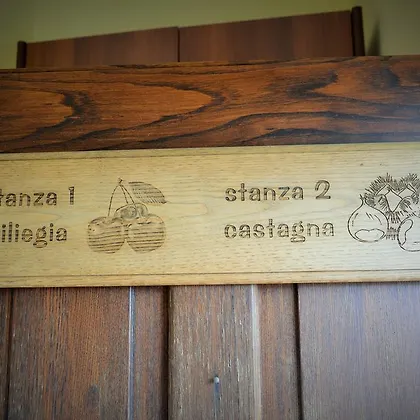 tanza 1
iliegia
stanza 2
castagna